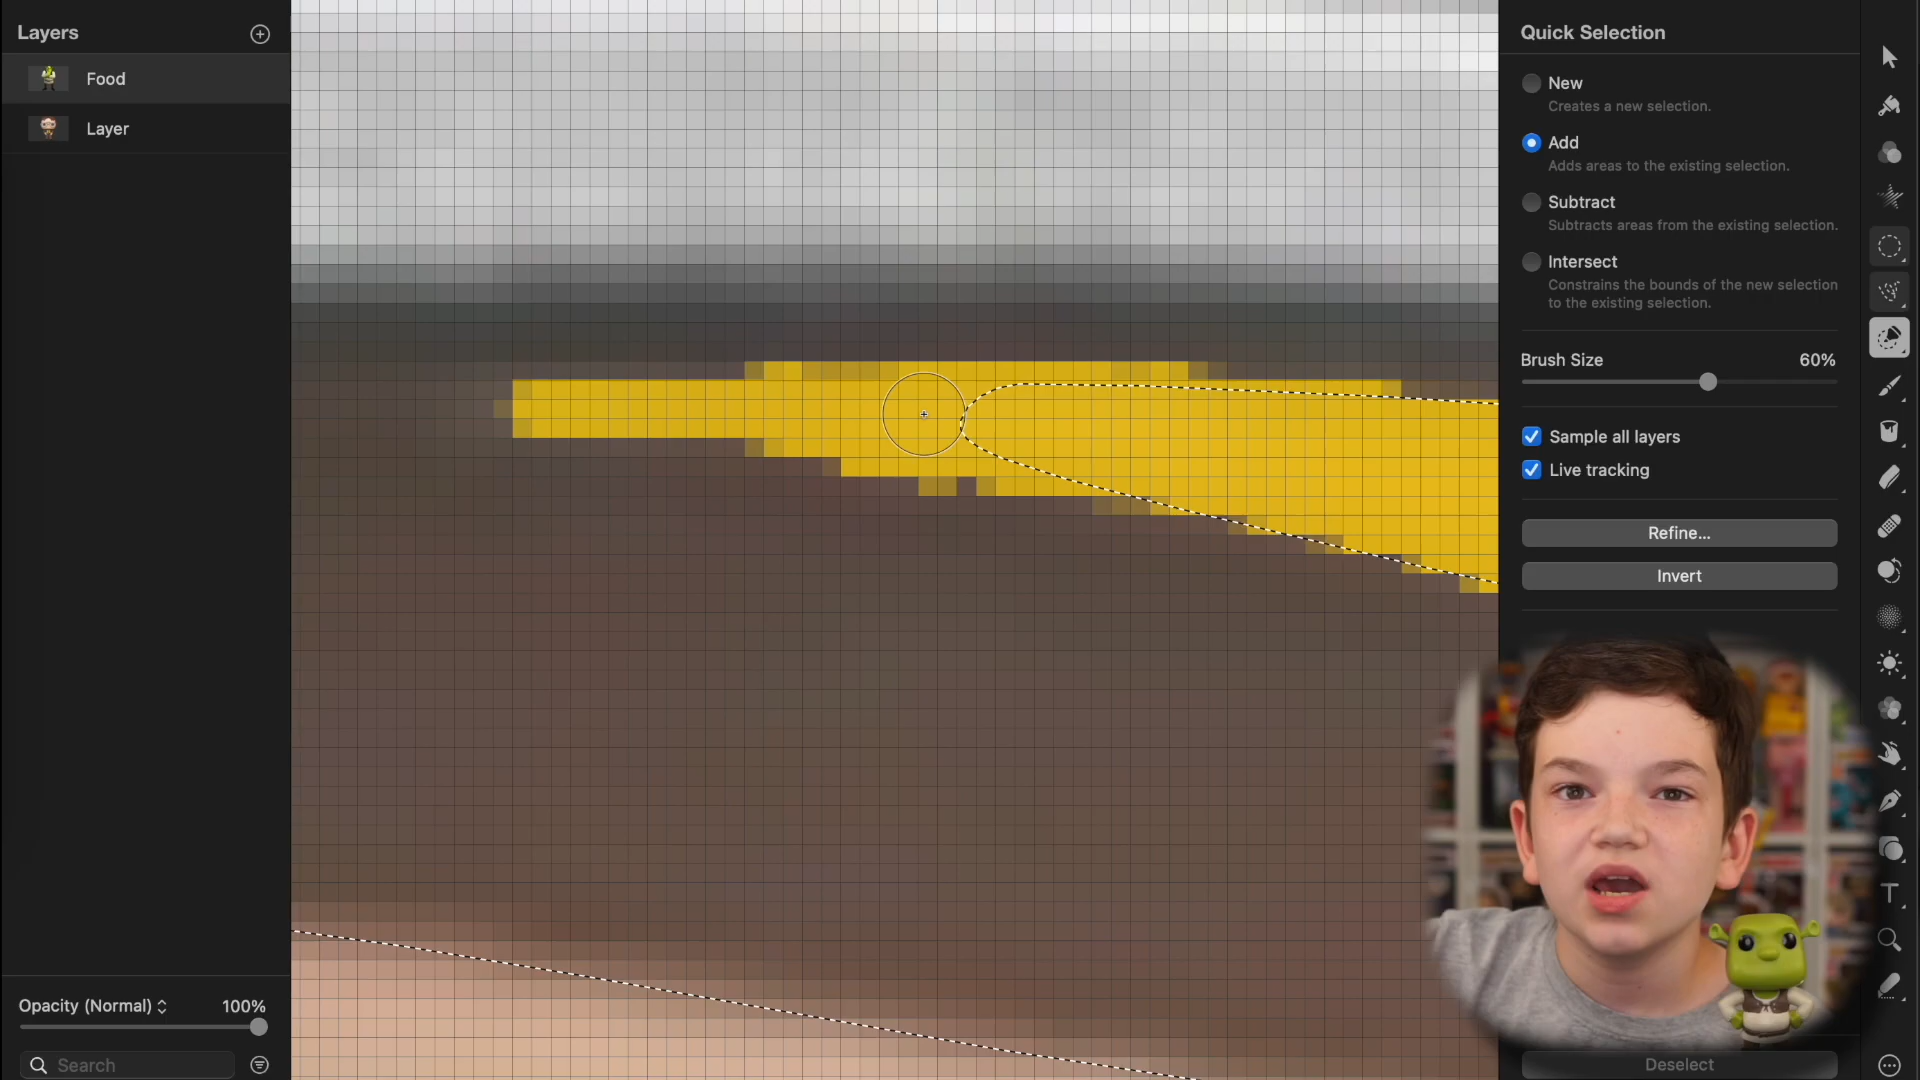 Layers
Food
Layer
Opacity (Normal) 100%
Search
Quick Selection
New
Creates a new selection.
Add
Adds areas to the existing selection.
Subtract
Subtracts areas from the existing selection.
Intersect
Constrains the bounds of the new selection
to the existing selection.
Brush Size 60%
Sample all layers
Live tracking
Refine...
Invert
Deselect